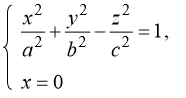 x²/a² + y²/b² − z²/c² = 1,
x = 0